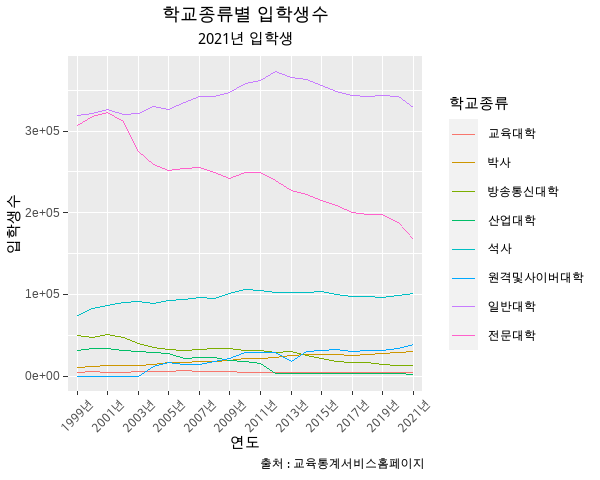 학교종류별 입학생수
2021년 입학생
입학생수
3e+05
2e+05
1e+05
0e+00
1999년
2001년
2003년
2005년
2007년
2009년
2011년
2013년
2015년
2017년
2019년
2021년
연도
출처 : 교육통계서비스홈페이지
학교종류
교육대학
박사
방송통신대학
산업대학
석사
원격및사이버대학
일반대학
전문대학